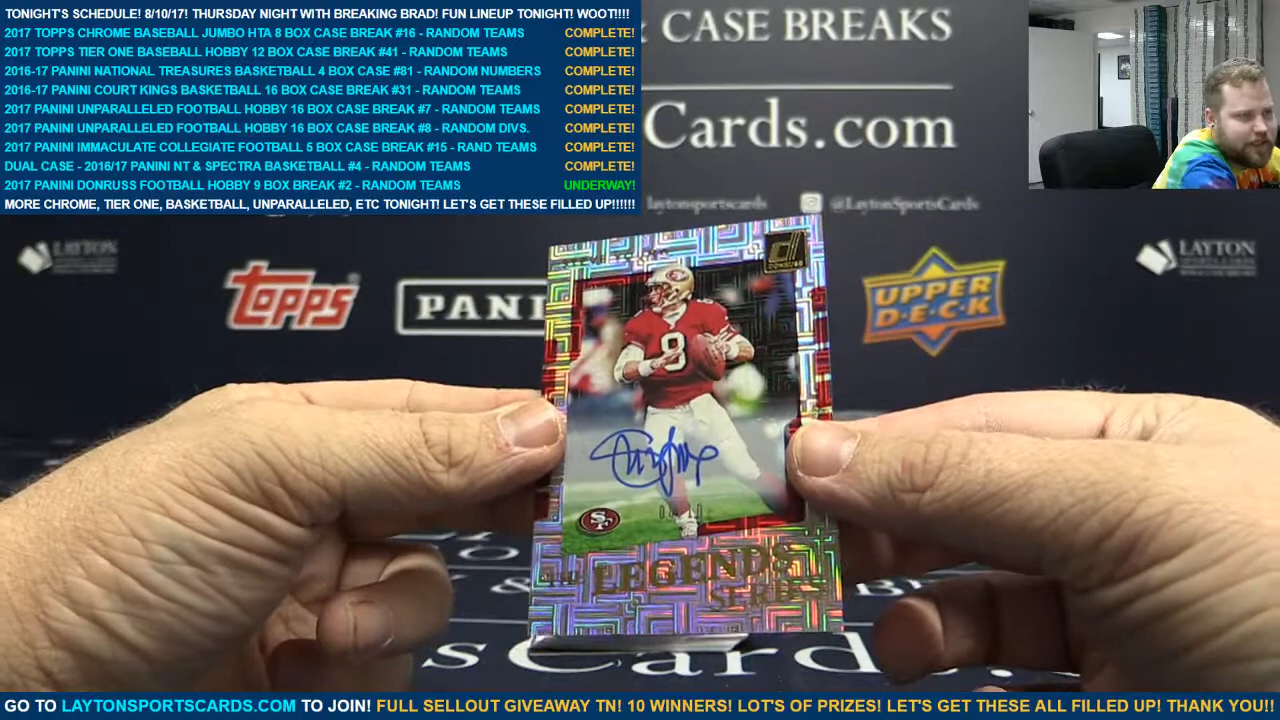 TONIGHT'S SCHEDULE! 8/10/17! THURSDAY NIGHT WITH BREAKING BRAD! FUN LINEUP TONIGHT! WOOT!!!!
2017 TOPPS CHROME BASEBALL JUMBO HTA 8 BOX CASE BREAK #16 - RANDOM TEAMS COMPLETE!
2017 TOPPS TIER ONE BASEBALL HOBBY 12 BOX CASE BREAK #41 - RANDOM TEAMS COMPLETE!
2016-17 PANINI NATIONAL TREASURES BASKETBALL 4 BOX CASE #81 - RANDOM NUMBERS COMPLETE!
2016-17 PANINI COURT KINGS BASKETBALL 16 BOX CASE BREAK #31 - RANDOM TEAMS COMPLETE!
2017 PANINI UNPARALLELED FOOTBALL HOBBY 16 BOX CASE BREAK #7 - RANDOM TEAMS COMPLETE!
2017 PANINI UNPARALLELED FOOTBALL HOBBY 16 BOX CASE BREAK #8 - RANDOM DIVS. COMPLETE!
2017 PANINI IMMACULATE COLLEGIATE FOOTBALL 5 BOX CASE BREAK #15 - RAND TEAMS COMPLETE!
DUAL CASE - 2016/17 PANINI NT & SPECTRA BASKETBALL #4 - RANDOM TEAMS COMPLETE!
2017 PANINI DONRUSS FOOTBALL HOBBY 9 BOX BREAK #2 - RANDOM TEAMS UNDERWAY!
MORE CHROME, TIER ONE, BASKETBALL, UNPARALLELED, ETC TONIGHT! LET'S GET THESE FILLED UP!!!!!!
& CASE BREAKS
Cards.com
laytonsportscards @LaytonSportsCards
LAYTON
LAYTON
TOPPS
PANI
UPPER
D·E·C·K
DONRUSS
8
SF
LEGENDS
SERIES
sCards.
GO TO LAYTONSPORTSCARDS.COM TO JOIN! FULL SELLOUT GIVEAWAY TN! 10 WINNERS! LOT'S OF PRIZES! LET'S GET THESE ALL FILLED UP! THANK YOU!!